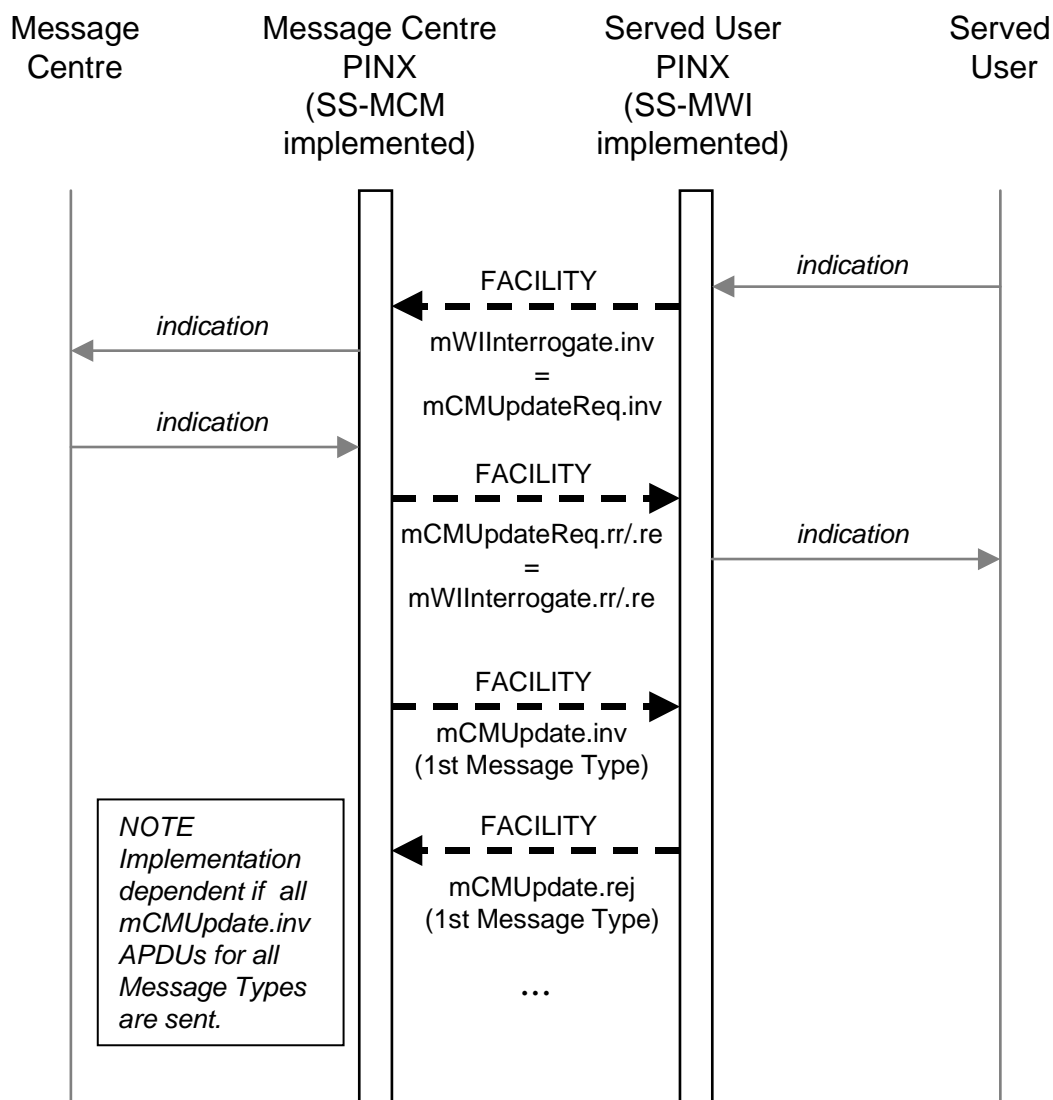 Message
Centre
Message Centre
PINX
(SS-MCM
implemented)
Served User
PINX
(SS-MWI
implemented)
Served
User
indication
FACILITY
mWIInterrogate.inv
=
mCMUpdateReq.inv
indication
indication
FACILITY
mCMUpdateReq.rr/.re
=
mWIInterrogate.rr/.re
indication
FACILITY
mCMUpdate.inv
(1st Message Type)
FACILITY
mCMUpdate.rej
(1st Message Type)
...
NOTE
Implementation
dependent if all
mCMUpdate.inv
APDUs for all
Message Types
are sent.